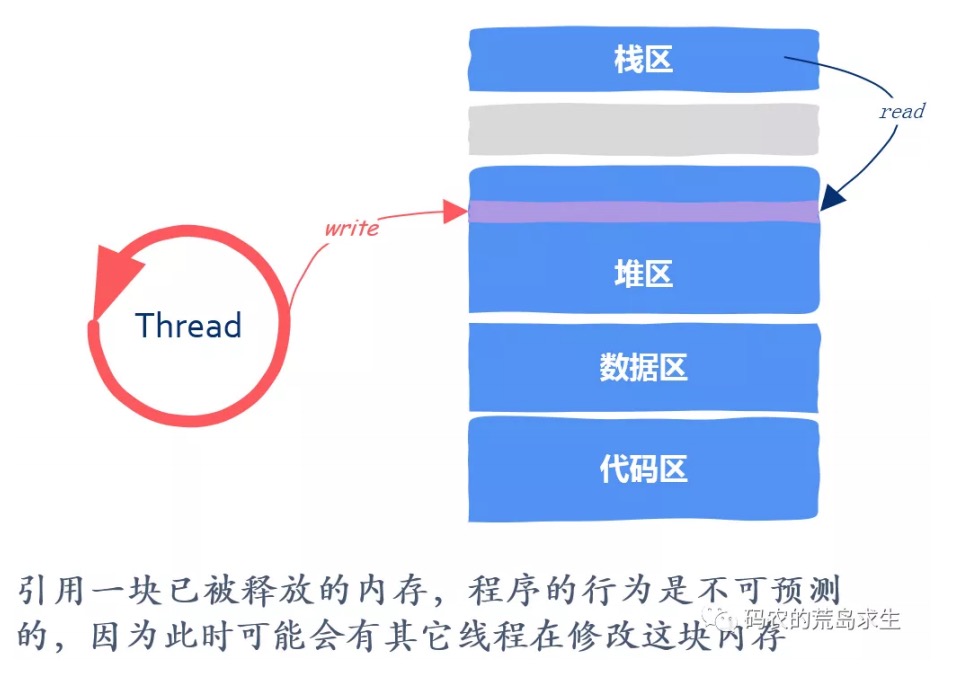 栈区
read
write
堆区
Thread
数据区
代码区
引用一块已被释放的内存，程序的行为是不可预测
的，因为此时可能会有其它线程在修改这块内存
码农的荒岛求生